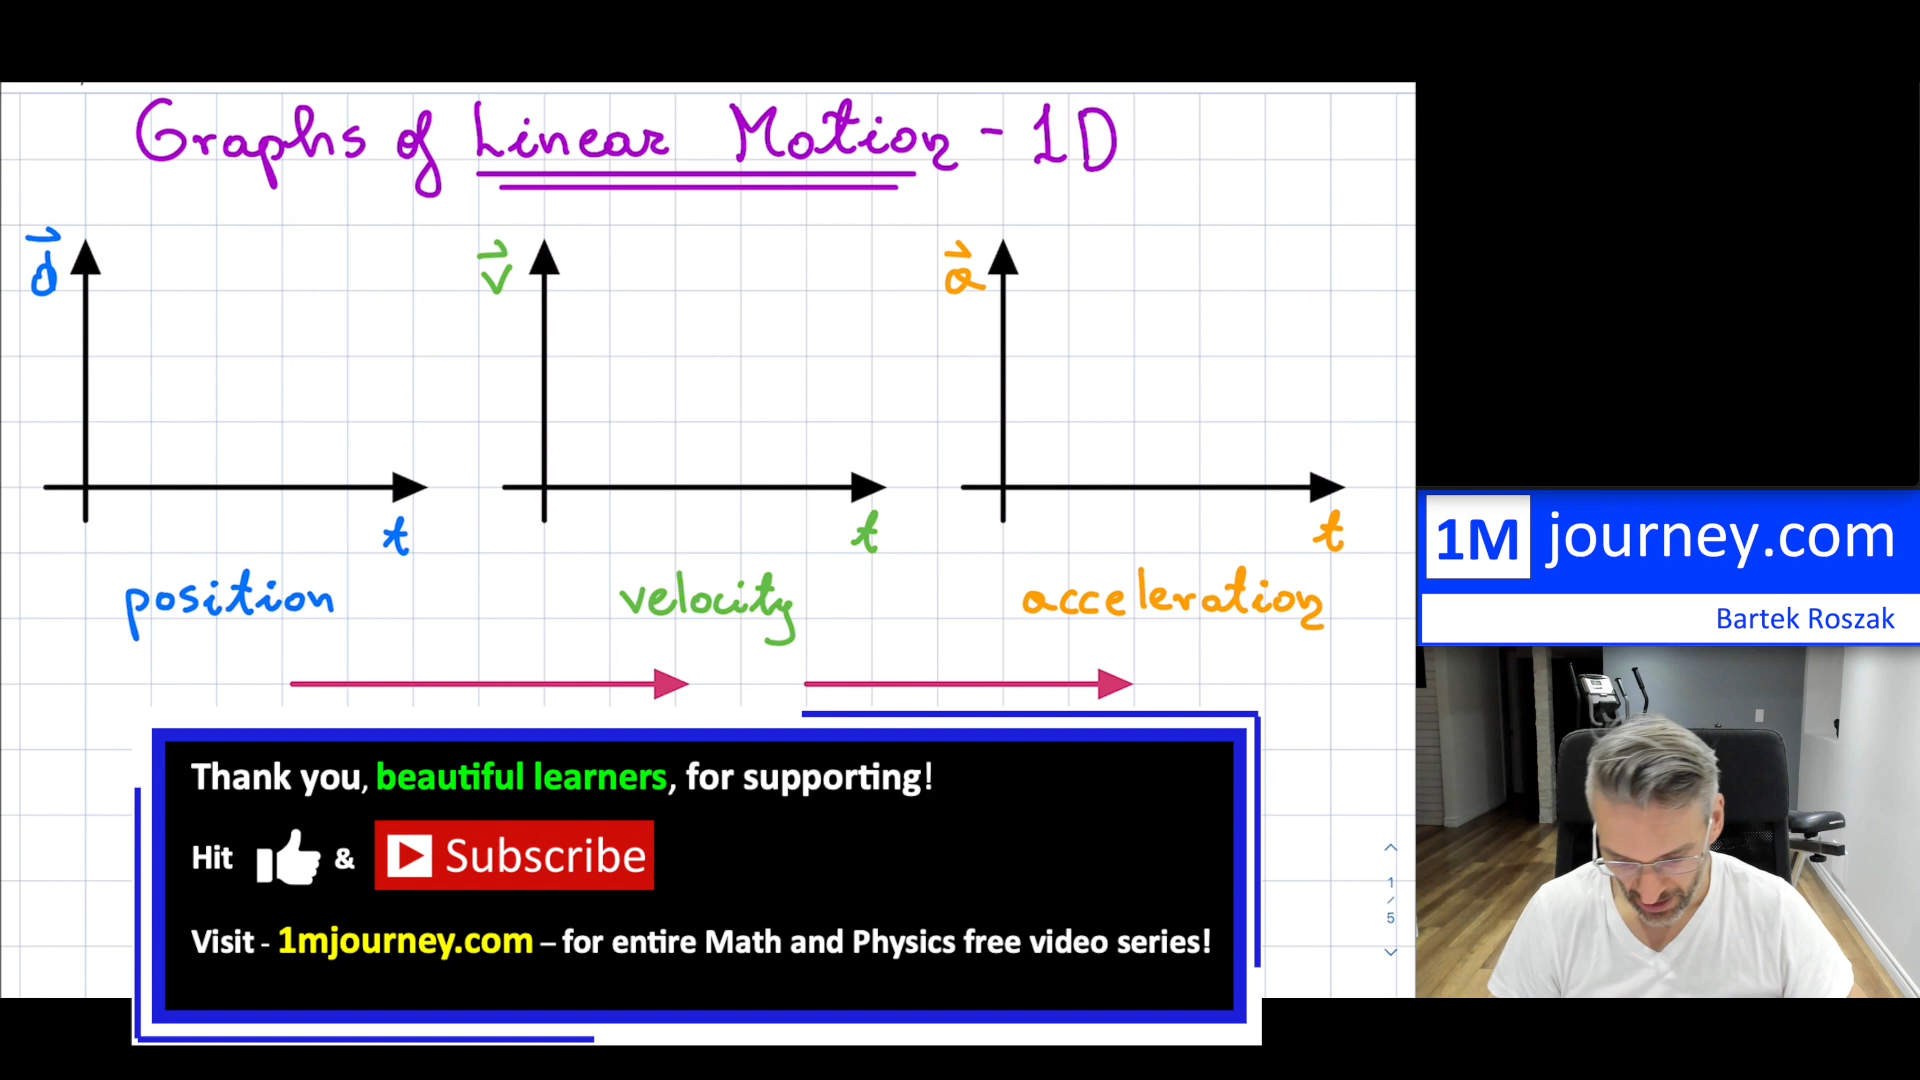 Graphs of Linear Motion - 1D
d
v
a
t
t
t
position
velocity
acceleration
1M journey.com
Bartek Roszak
Thank you, beautiful learners, for supporting!
Hit & Subscribe
Visit - 1mjourney.com – for entire Math and Physics free video series!
1
/
5